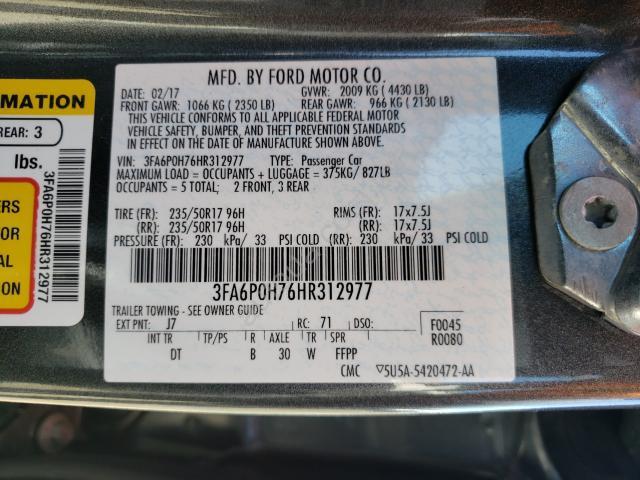 MFD. BY FORD MOTOR CO.
02/17 GVWR: 2009 KG ( 4430 LB)
FRONT GAWR: 1066 KG ( 2350 LB) REAR GAWR: 966 KG ( 2130 LB)
THIS VEHICLE CONFORMS TO ALL APPLICABLE FEDERAL MOTOR
VEHICLE SAFETY, BUMPER, AND THEFT PREVENTION STANDARDS
IN EFFECT ON THE DATE OF MANUFACTURE SHOWN ABOVE.
VIN: 3FA6P0H76HR312977 TYPE: Passenger Car
MAXIMUM LOAD = OCCUPANTS + LUGGAGE = 375KG/ 827LB
OCCUPANTS = 5 TOTAL; 2 FRONT, 3 REAR
TIRE (FR): 235/50R17 96H RIMS (FR): 17x7.5J
(RR): 235/50R17 96H (RR): 17x7.5J
PRESSURE (FR): 230 kPa/ 33 PSI COLD (RR): 230 kPa/ 33 PSI COLD
3FA6P0H76HR312977
TRAILER TOWING - SEE OWNER GUIDE
EXT PNT: J7 RC: 71 DSO:
F0045
R0080
INT TR TP/PS R AXLE TR SPR
DT B 30 W FFPP
CMC ▽5U5A-5420472-AA
RMATION
REAR: 3
lbs.
3FA6P0H76HR312977